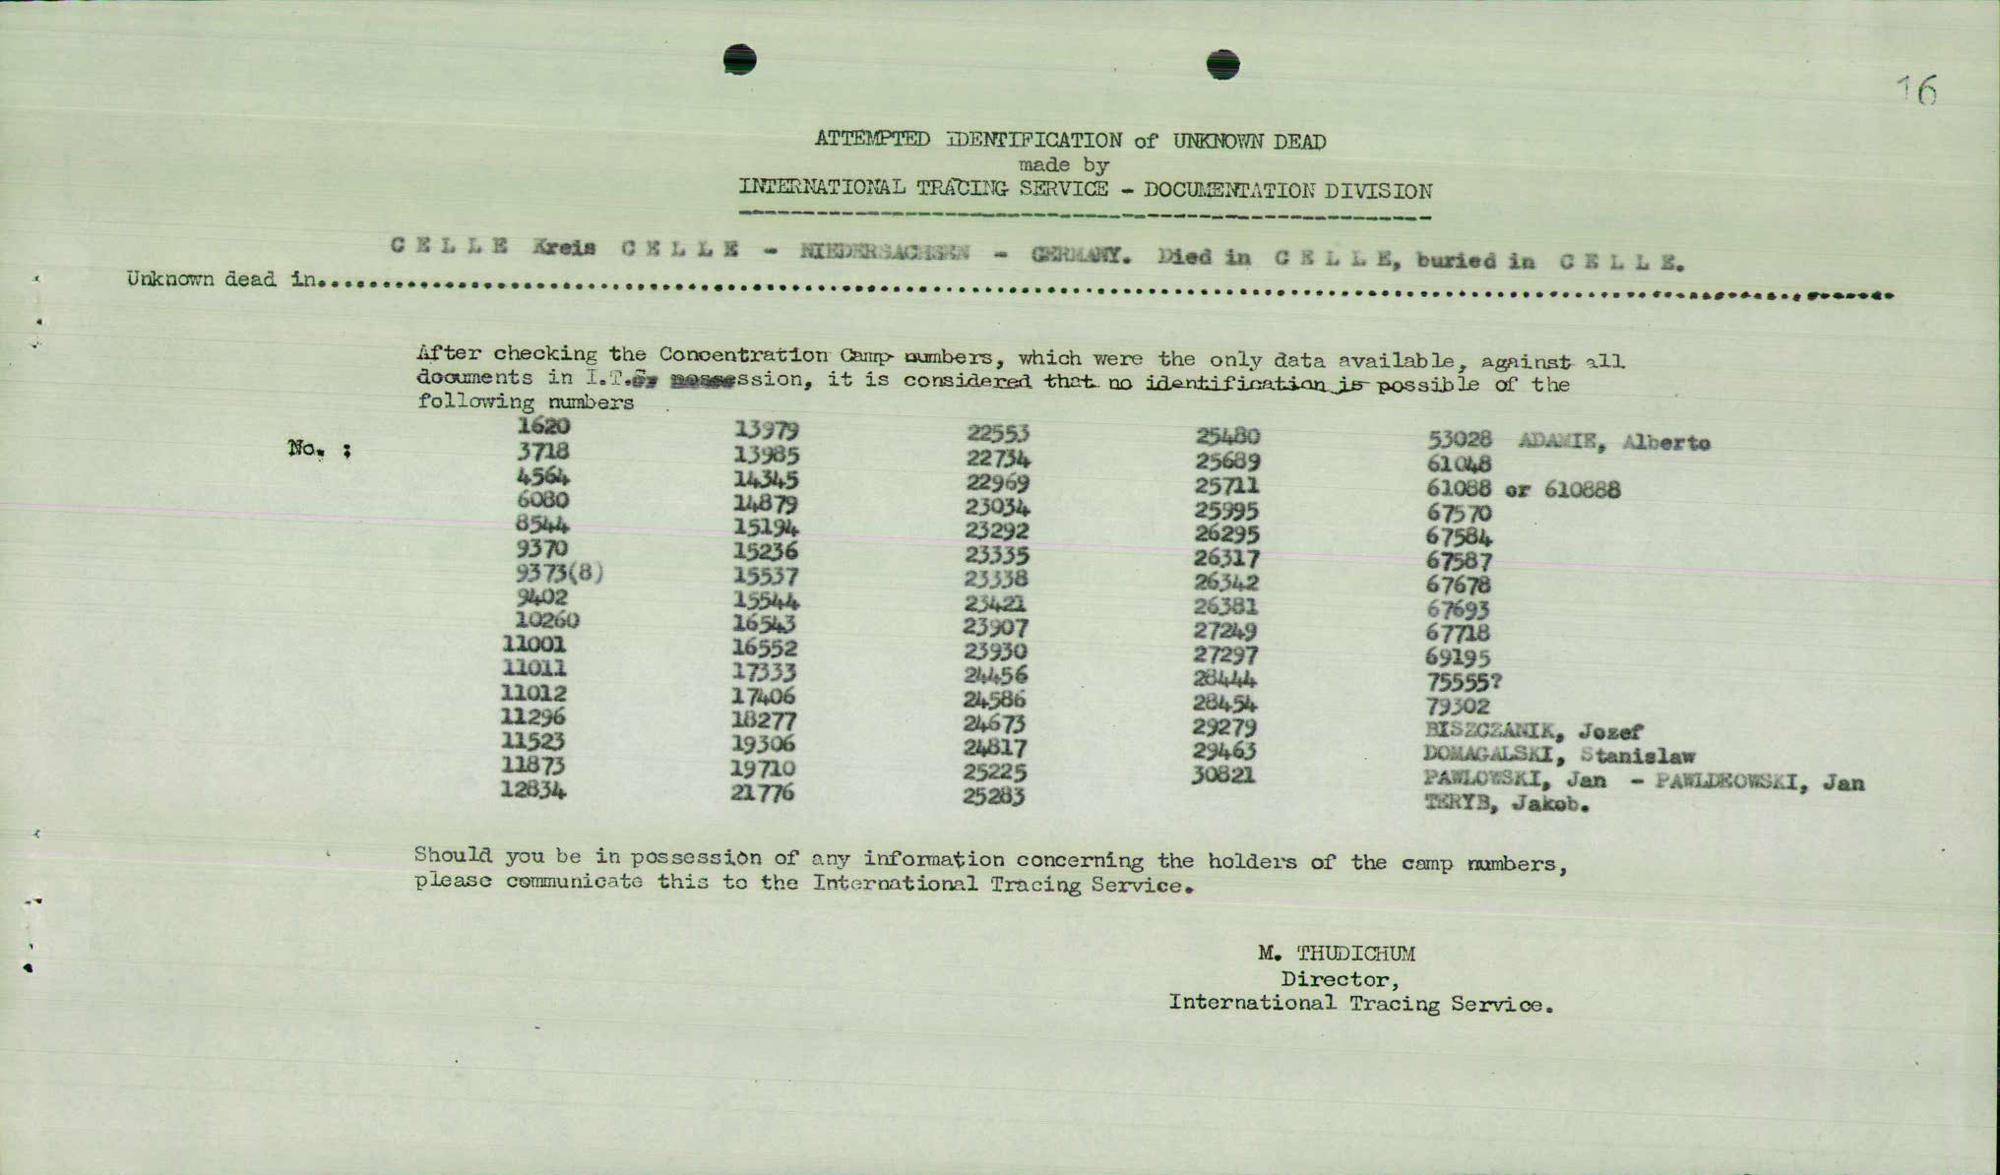 16
ATTEMPTED IDENTIFICATION of UNKNOWN DEAD
made by
INTERNATIONAL TRACING SERVICE - DOCUMENTATION DIVISION
C E L L E Kreis C E L L E - NIEDERSACHSEN - GERMANY. Died in C E L L E, buried in C E L L E.
Unknown dead in
After checking the Concentration Camp numbers, which were the only data available, against all
documents in I.T.S. possession, it is considered that no identification is possible of the
following numbers
No. :
1620 13979 22553 25480 53028 ADAMIE, Alberto
3718 13985 22734 25689 61048
4564 14345 22969 25711 61088 or 610888
6080 14879 23034 25995 67570
8544 15194 23292 26295 67584
9370 15236 23335 26317 67587
9373(8) 15537 23338 26342 67678
9402 15544 23421 26381 67693
10260 16543 23907 27249 67718
11001 16552 23930 27297 69195
11011 17333 24456 28444 75555?
11012 17406 24586 28454 79302
11296 18277 24673 29279 BISZCZANIK, Jozef
11523 19306 24817 29463 DOMAGALSKI, Stanislaw
11873 19710 25225 30821 PAWLOWSKI, Jan - PAWLDKOWSKI, Jan
12834 21776 25283 TERYB, Jakob.
Should you be in possession of any information concerning the holders of the camp numbers,
please communicate this to the International Tracing Service.
M. THUDICHUM
Director,
International Tracing Service.